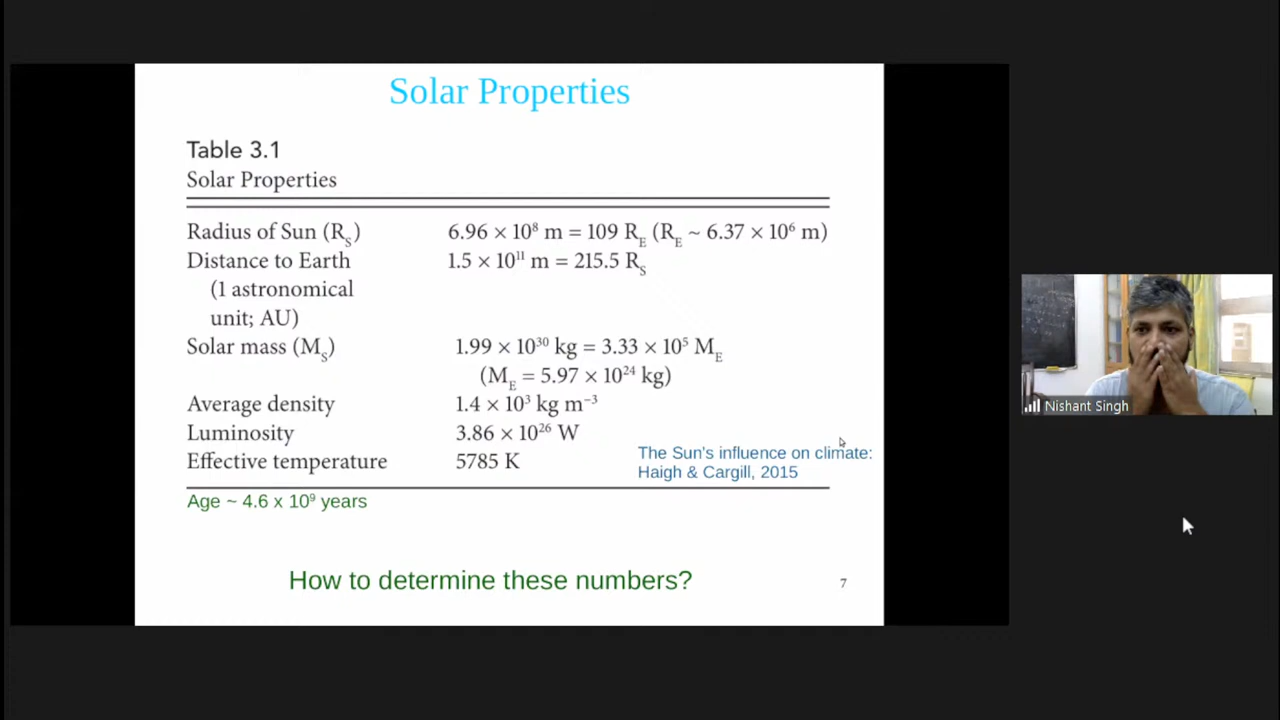 Solar Properties
Table 3.1
Solar Properties
Radius of Sun (R_S) 6.96 × 10⁸ m = 109 R_E (R_E ~ 6.37 × 10⁶ m)
Distance to Earth 1.5 × 10¹¹ m = 215.5 R_S
(1 astronomical
unit; AU)
Solar mass (M_S) 1.99 × 10³⁰ kg = 3.33 × 10⁵ M_E
(M_E = 5.97 × 10²⁴ kg)
Average density 1.4 × 10³ kg m⁻³
Luminosity 3.86 × 10²⁶ W
Effective temperature 5785 K
The Sun's influence on climate:
Haigh & Cargill, 2015
Age ~ 4.6 x 10⁹ years
How to determine these numbers?
7
Nishant Singh